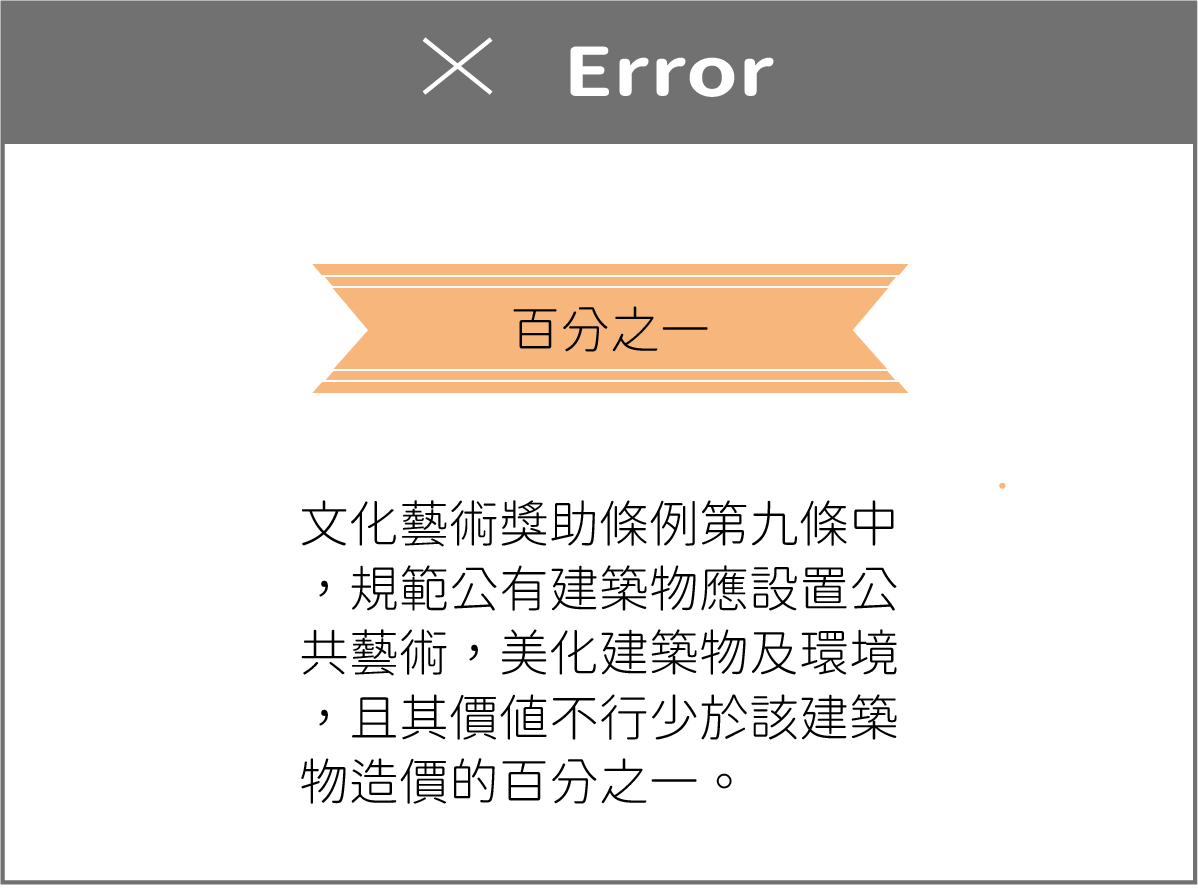 Error
百分之一
文化藝術獎助條例第九條中
，規範公有建築物應設置公
共藝術，美化建築物及環境
，且其價值不行少於該建築
物造價的百分之一。